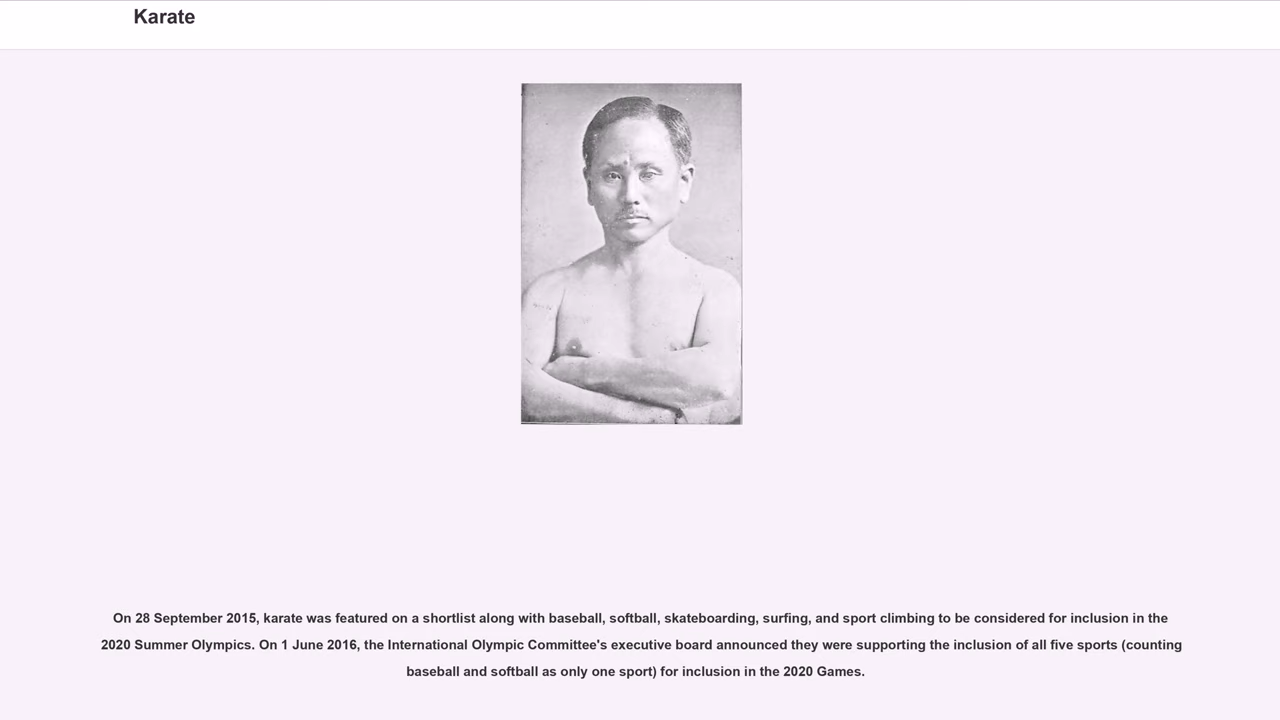 Karate
On 28 September 2015, karate was featured on a shortlist along with baseball, softball, skateboarding, surfing, and sport climbing to be considered for inclusion in the
2020 Summer Olympics. On 1 June 2016, the International Olympic Committee's executive board announced they were supporting the inclusion of all five sports (counting
baseball and softball as only one sport) for inclusion in the 2020 Games.